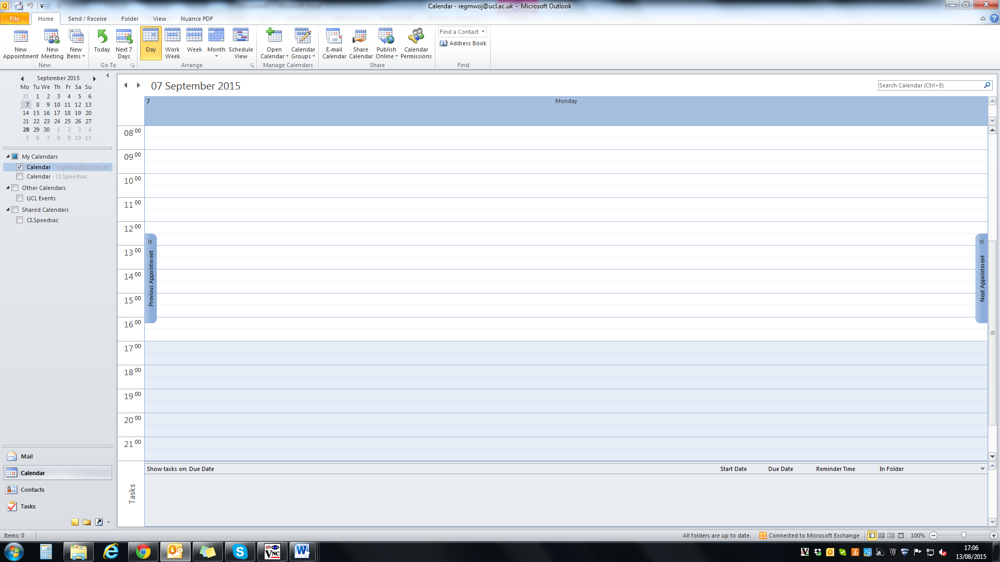 Calendar - regmwoj@ucl.ac.uk - Microsoft Outlook
File Home Send / Receive Folder View Nuance PDF
New Appointment
New Meeting
New Items
New
Today
Next 7 Days
Go To
Day
Work Week
Week
Month
Schedule View
Arrange
Open Calendar
Calendar Groups
Manage Calendars
E-mail Calendar
Share Calendar
Publish Online
Calendar Permissions
Share
Find a Contact
Address Book
Find
September 2015
Mo Tu We Th Fr Sa Su
31 1 2 3 4 5 6
7 8 9 10 11 12 13
14 15 16 17 18 19 20
21 22 23 24 25 26 27
28 29 30 1 2 3 4
5 6 7 8 9 10 11
My Calendars
Calendar - regmwoj@ucl.ac.uk
Calendar - CI.Speedvac
Other Calendars
UCL Events
Shared Calendars
CI.Speedvac
Mail
Calendar
Contacts
Tasks
07 September 2015
Search Calendar (Ctrl+E)
7 Monday
08 00
09 00
10 00
11 00
12 00
13 00
14 00
15 00
16 00
17 00
18 00
19 00
20 00
21 00
Previous Appointment
Next Appointment
Tasks
Show tasks on: Due Date Start Date Due Date Reminder Time In Folder
Items: 0
All folders are up to date. Connected to Microsoft Exchange 100%
VNC
17:06
13/08/2015